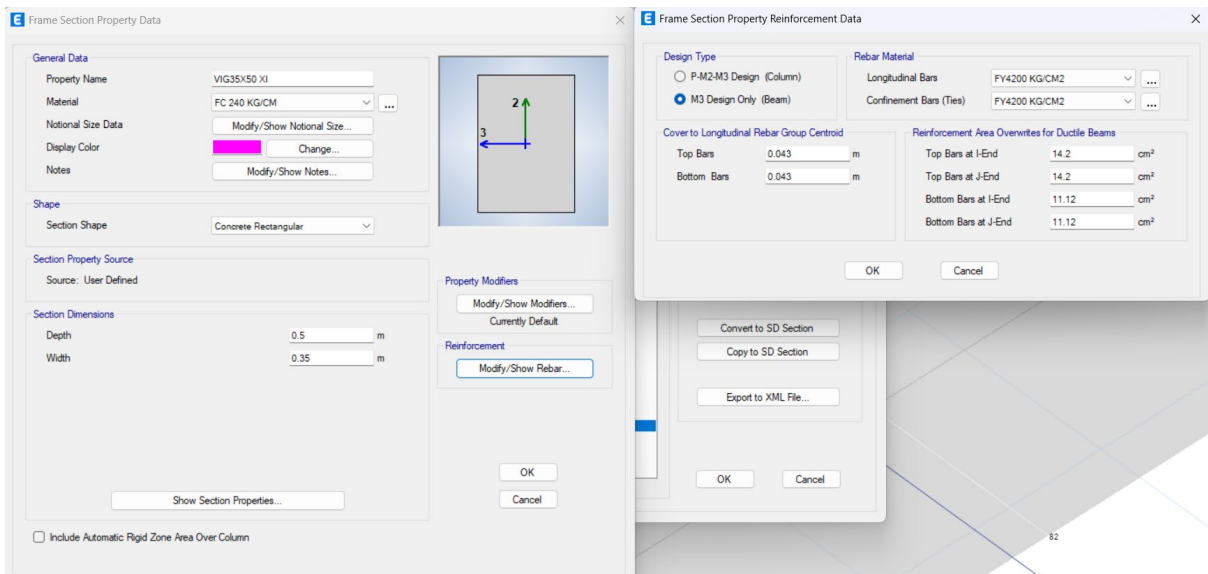 E Frame Section Property Data
General Data
Property Name VIG35X50 XI
Material FC 240 KG/CM ...
Notional Size Data Modify/Show Notional Size...
Display Color Change...
Notes Modify/Show Notes...
Shape
Section Shape Concrete Rectangular
Section Property Source
Source: User Defined
Section Dimensions
Depth 0.5 m
Width 0.35 m
Show Section Properties...
Include Automatic Rigid Zone Area Over Column
2
3
Property Modifiers
Modify/Show Modifiers...
Currently Default
Reinforcement
Modify/Show Rebar...
OK
Cancel
E Frame Section Property Reinforcement Data
Design Type
P-M2-M3 Design (Column)
M3 Design Only (Beam)
Rebar Material
Longitudinal Bars FY4200 KG/CM2 ...
Confinement Bars (Ties) FY4200 KG/CM2 ...
Cover to Longitudinal Rebar Group Centroid
Top Bars 0.043 m
Bottom Bars 0.043 m
Reinforcement Area Overwrites for Ductile Beams
Top Bars at I-End 14.2 cm²
Top Bars at J-End 14.2 cm²
Bottom Bars at I-End 11.12 cm²
Bottom Bars at J-End 11.12 cm²
OK Cancel
Convert to SD Section
Copy to SD Section
Export to XML File...
OK Cancel
82